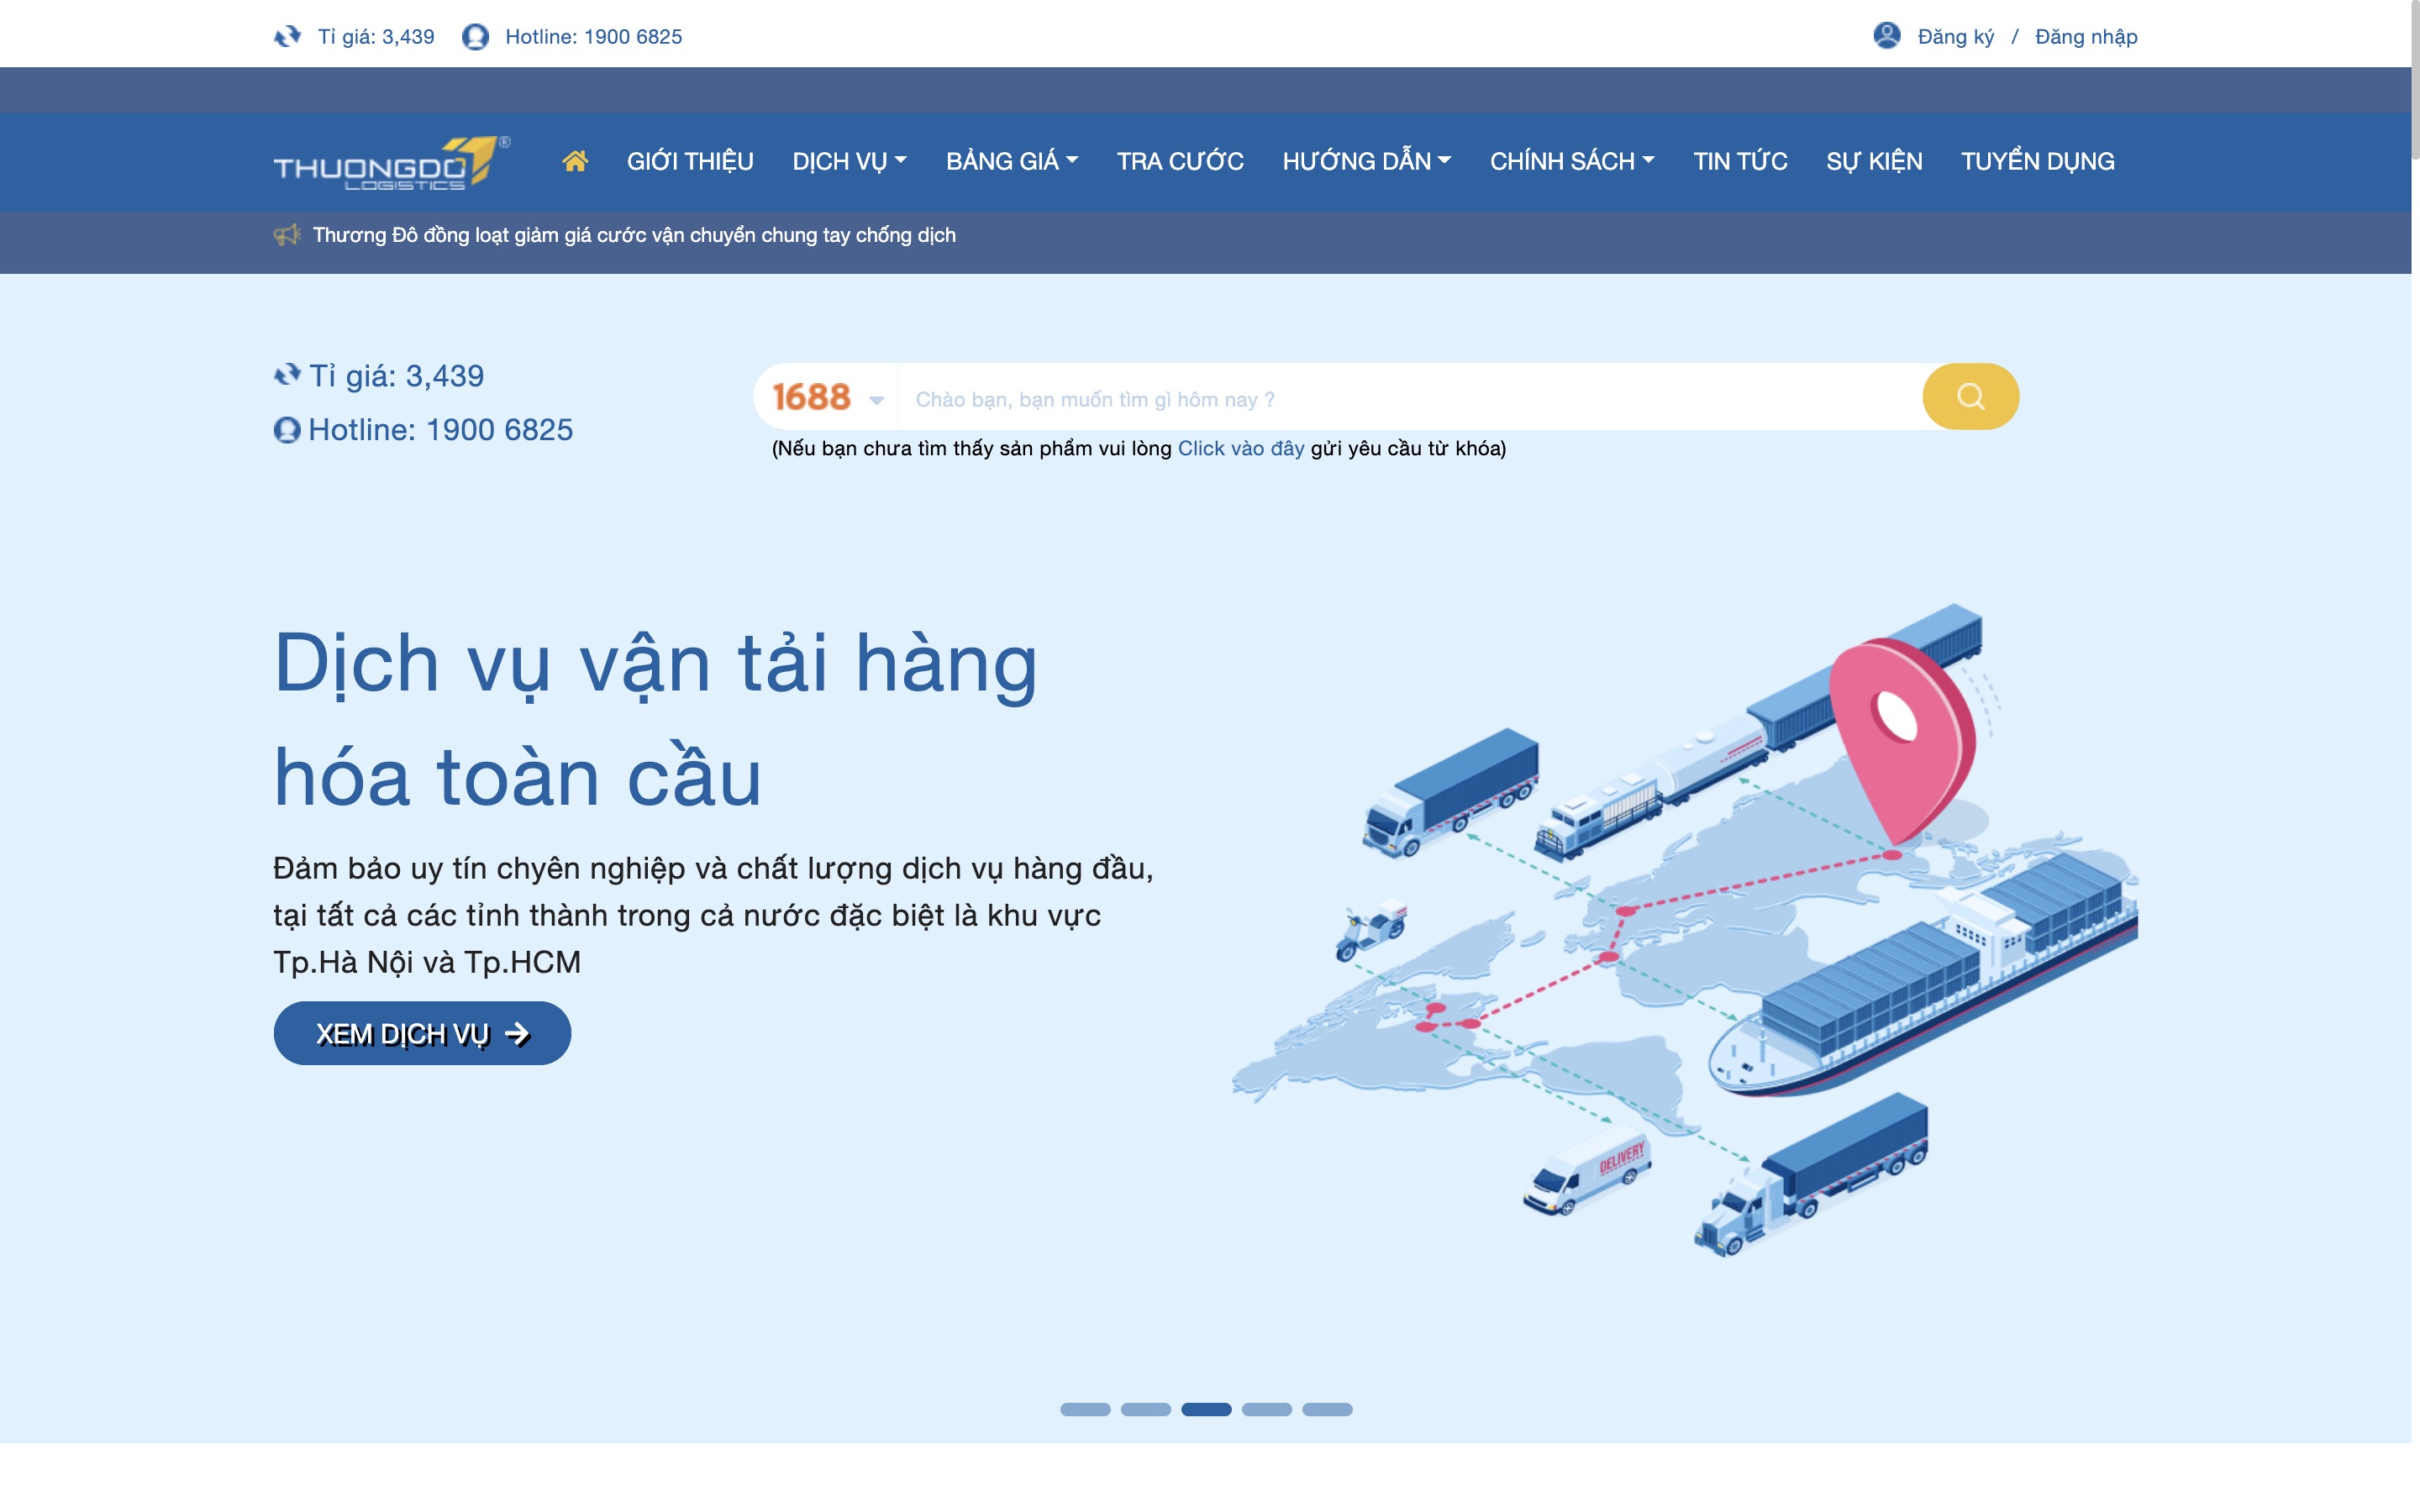 Tỉ giá: 3,439 Hotline: 1900 6825 Đăng ký / Đăng nhập
THUONGDO ® LOGISTICS
GIỚI THIỆU DỊCH VỤ BẢNG GIÁ TRA CƯỚC HƯỚNG DẪN CHÍNH SÁCH TIN TỨC SỰ KIỆN TUYỂN DỤNG
Thương Đô đồng loạt giảm giá cước vận chuyển chung tay chống dịch
Tỉ giá: 3,439
Hotline: 1900 6825
1688 Chào bạn, bạn muốn tìm gì hôm nay ?
(Nếu bạn chưa tìm thấy sản phẩm vui lòng Click vào đây gửi yêu cầu từ khóa)
Dịch vụ vận tải hàng
hóa toàn cầu
Đảm bảo uy tín chyên nghiệp và chất lượng dịch vụ hàng đầu,
tại tất cả các tỉnh thành trong cả nước đặc biệt là khu vực
Tp.Hà Nội và Tp.HCM
XEM DỊCH VỤ
DELIVERY